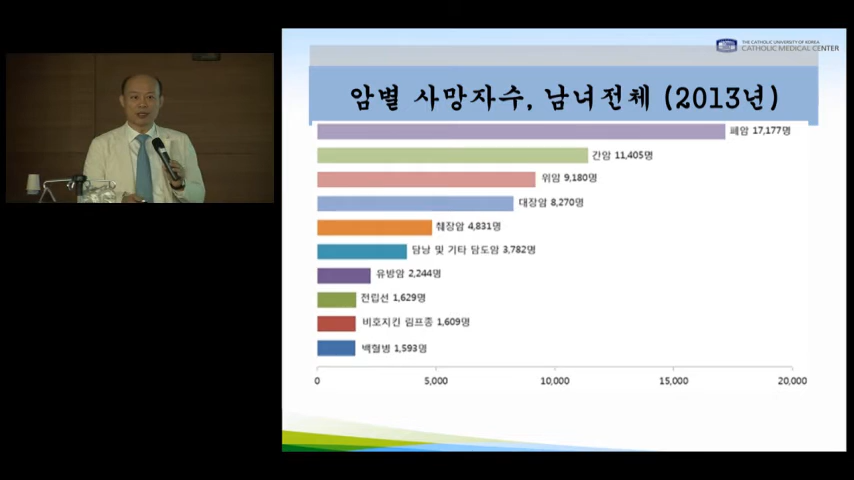 THE CATHOLIC UNIVERSITY OF KOREA
CATHOLIC MEDICAL CENTER
암별 사망자수, 남녀전체 (2013년)
폐암 17,177명
간암 11,405명
위암 9,180명
대장암 8,270명
췌장암 4,831명
담낭 및 기타 담도암 3,782명
유방암 2,244명
전립선 1,629명
비호지킨 림프종 1,609명
백혈병 1,593명
0 5,000 10,000 15,000 20,000